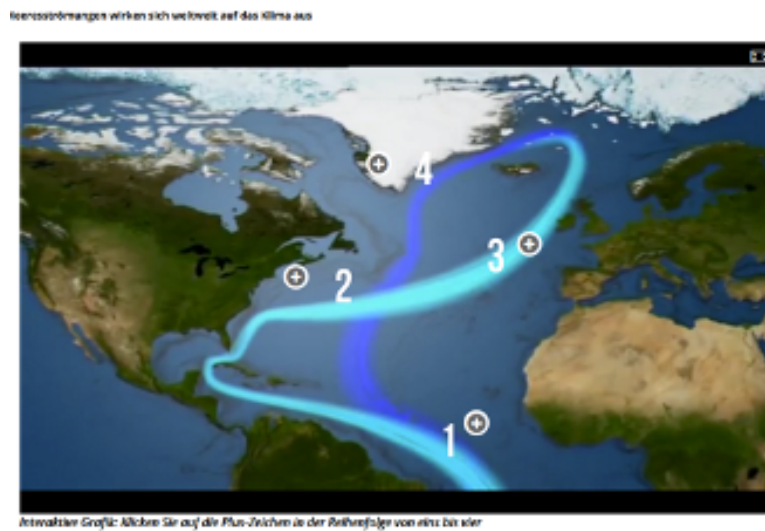 Meeresströmungen wirken sich weltweit auf das Klima aus
4
3
2
1
Interaktive Grafik: Klicken Sie auf die Plus-Zeichen in der Reihenfolge von eins bis vier